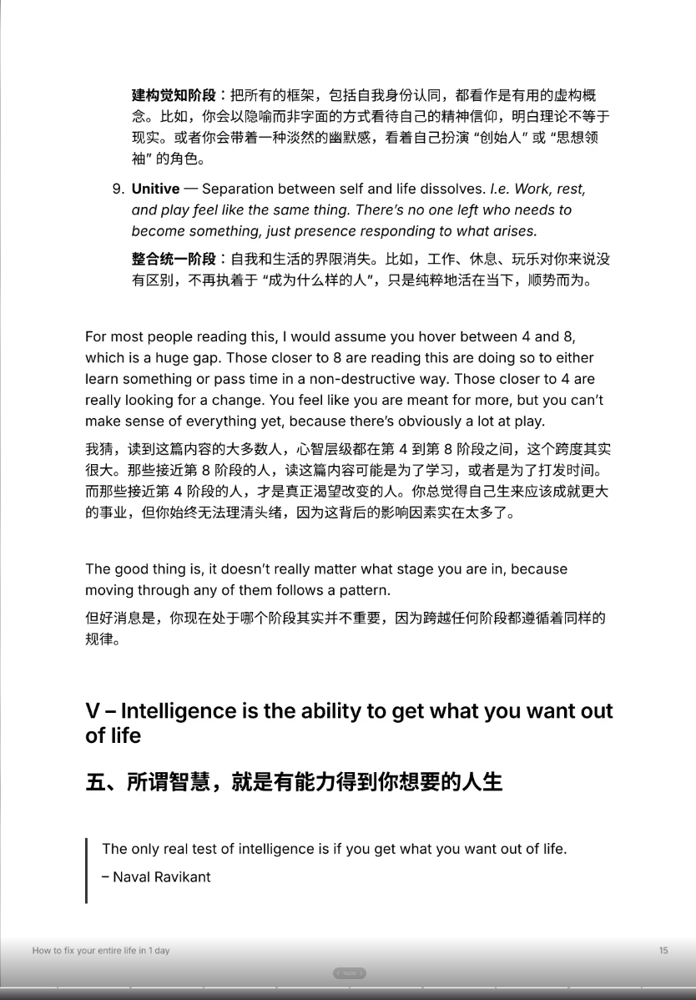 建构觉知阶段：把所有的框架，包括自我身份认同，都看作是有用的虚构概
念。比如，你会以隐喻而非字面的方式看待自己的精神信仰，明白理论不等于
现实。或者你会带着一种淡然的幽默感，看着自己扮演 “创始人” 或 “思想领
袖” 的角色。
9. Unitive — Separation between self and life dissolves. I.e. Work, rest,
and play feel like the same thing. There’s no one left who needs to
become something, just presence responding to what arises.
整合统一阶段：自我和生活的界限消失。比如，工作、休息、玩乐对你来说没
有区别，不再执着于 “成为什么样的人”，只是纯粹地活在当下，顺势而为。
For most people reading this, I would assume you hover between 4 and 8,
which is a huge gap. Those closer to 8 are reading this are doing so to either
learn something or pass time in a non-destructive way. Those closer to 4 are
really looking for a change. You feel like you are meant for more, but you can’t
make sense of everything yet, because there’s obviously a lot at play.
我猜，读到这篇内容的大多数人，心智层级都在第 4 到第 8 阶段之间，这个跨度其实
很大。那些接近第 8 阶段的人，读这篇内容可能是为了学习，或者是为了打发时间。
而那些接近第 4 阶段的人，才是真正渴望改变的人。你总觉得自己生来应该成就更大
的事业，但你始终无法理清头绪，因为这背后的影响因素实在太多了。
The good thing is, it doesn’t really matter what stage you are in, because
moving through any of them follows a pattern.
但好消息是，你现在处于哪个阶段其实并不重要，因为跨越任何阶段都遵循着同样的
规律。
V – Intelligence is the ability to get what you want out
of life
五、所谓智慧，就是有能力得到你想要的人生
The only real test of intelligence is if you get what you want out of life.
– Naval Ravikant
How to fix your entire life in 1 day
15